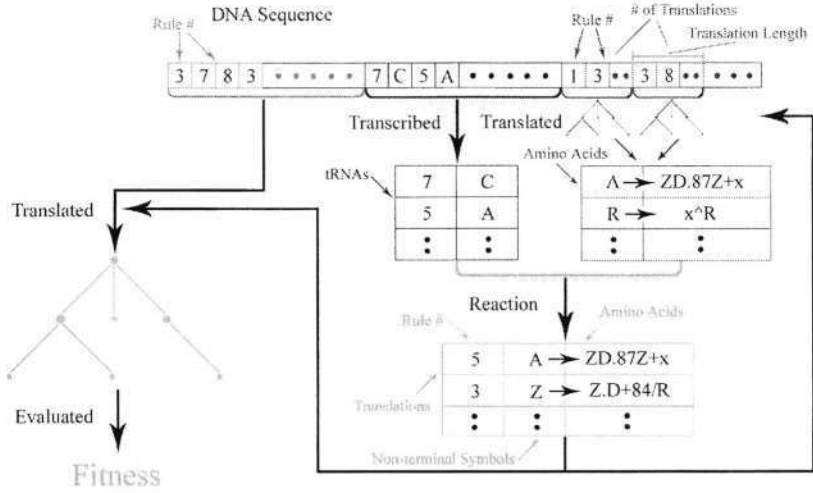 DNA Sequence
Rule #
Rule #
# of Translations
Translation Length
3 7 8 3 • • • • • 7 C 5 A • • • • • 1 3 •• 3 8 •• • • •
Transcribed
Translated
tRNAs
7 C
5 A
Amino Acids
A → ZD.87Z+x
R → x^R
Translated
Reaction
Rule #
Amino Acids
5 A → ZD.87Z+x
3 Z → Z.D+84/R
Translations
Non-terminal Symbols
Evaluated
Fitness